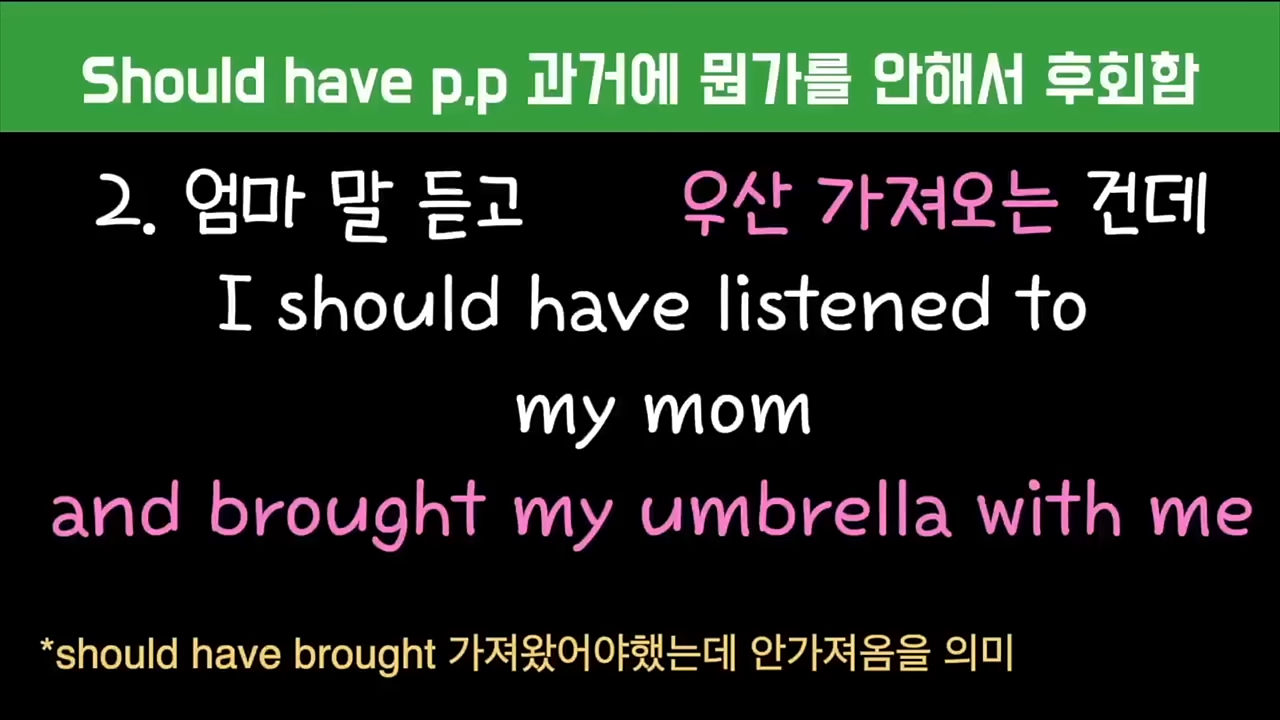 Should have p.p 과거에 뭔가를 안해서 후회함
2. 엄마 말 듣고 우산 가져오는 건데
I should have listened to
my mom
and brought my umbrella with me
*should have brought 가져왔어야했는데 안가져옴을 의미